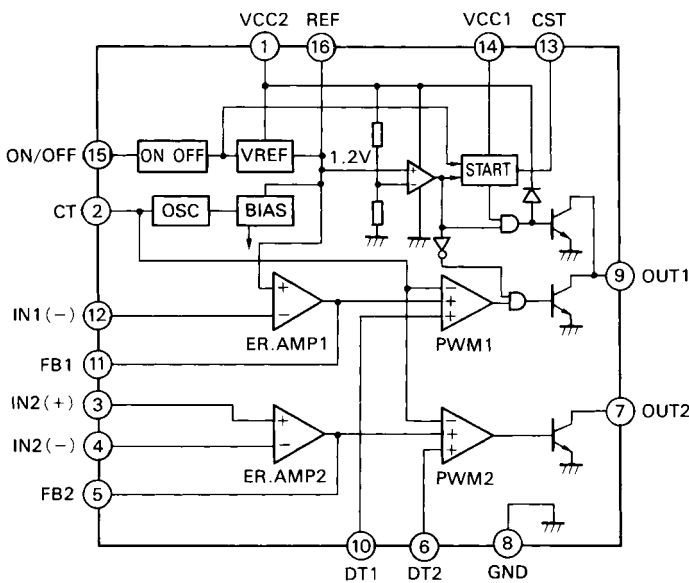 VCC2 REF VCC1 CST
1 16 14 13
ON/OFF 15 ON OFF VREF 1.2V + − START
CT 2 OSC BIAS
9 OUT1
+ − ER.AMP1
− + + PWM1
IN1(−) 12
FB1 11
IN2(+) 3
IN2(−) 4
+ − ER.AMP2
− + + PWM2
7 OUT2
FB2 5
10 6 8
DT1 DT2 GND